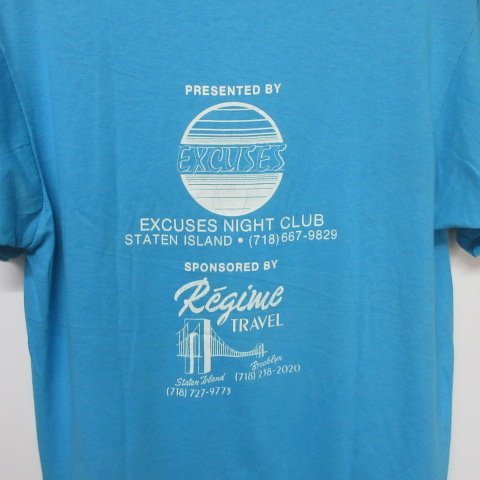 PRESENTED BY
EXCUSES
EXCUSES NIGHT CLUB
STATEN ISLAND • (718) 667-9829
SPONSORED BY
Régime
TRAVEL
Staten Island
(718) 727-9773
Brooklyn
(718) 238-2020